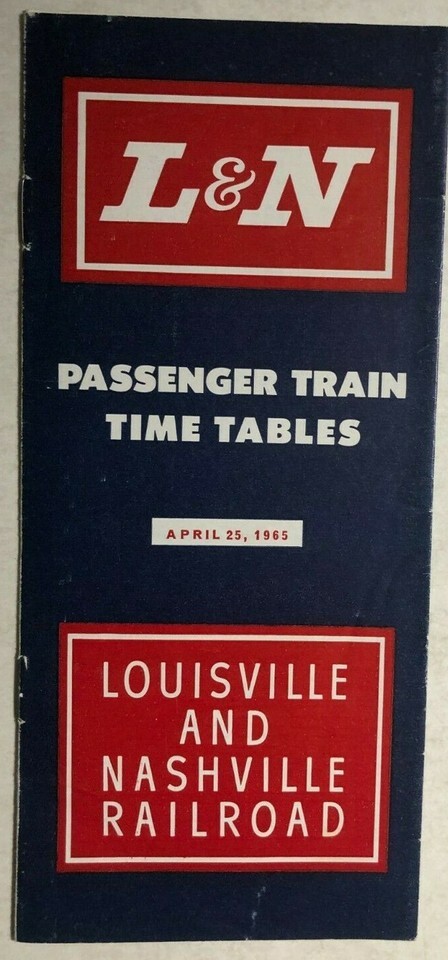 L&N
PASSENGER TRAIN
TIME TABLES
APRIL 25, 1965
LOUISVILLE
AND
NASHVILLE
RAILROAD